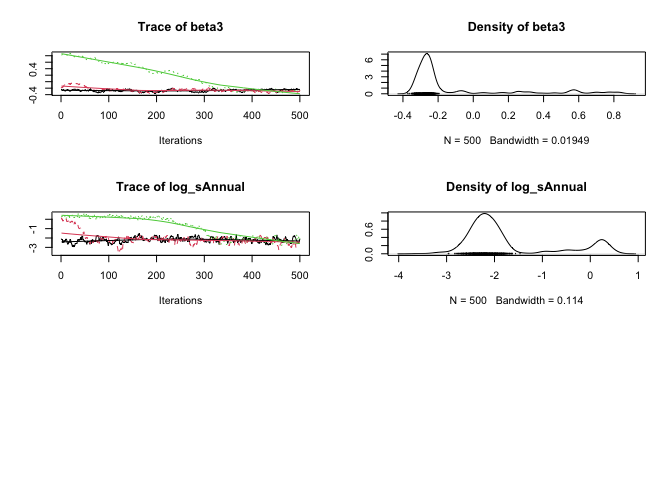 Trace of beta3
0.4
-0.4
0 100 200 300 400 500
Iterations
Density of beta3
6
3
0
-0.4 -0.2 0.0 0.2 0.4 0.6 0.8
N = 500 Bandwidth = 0.01949
Trace of log_sAnnual
-1
-3
0 100 200 300 400 500
Iterations
Density of log_sAnnual
0.6
0.0
-4 -3 -2 -1 0 1
N = 500 Bandwidth = 0.114